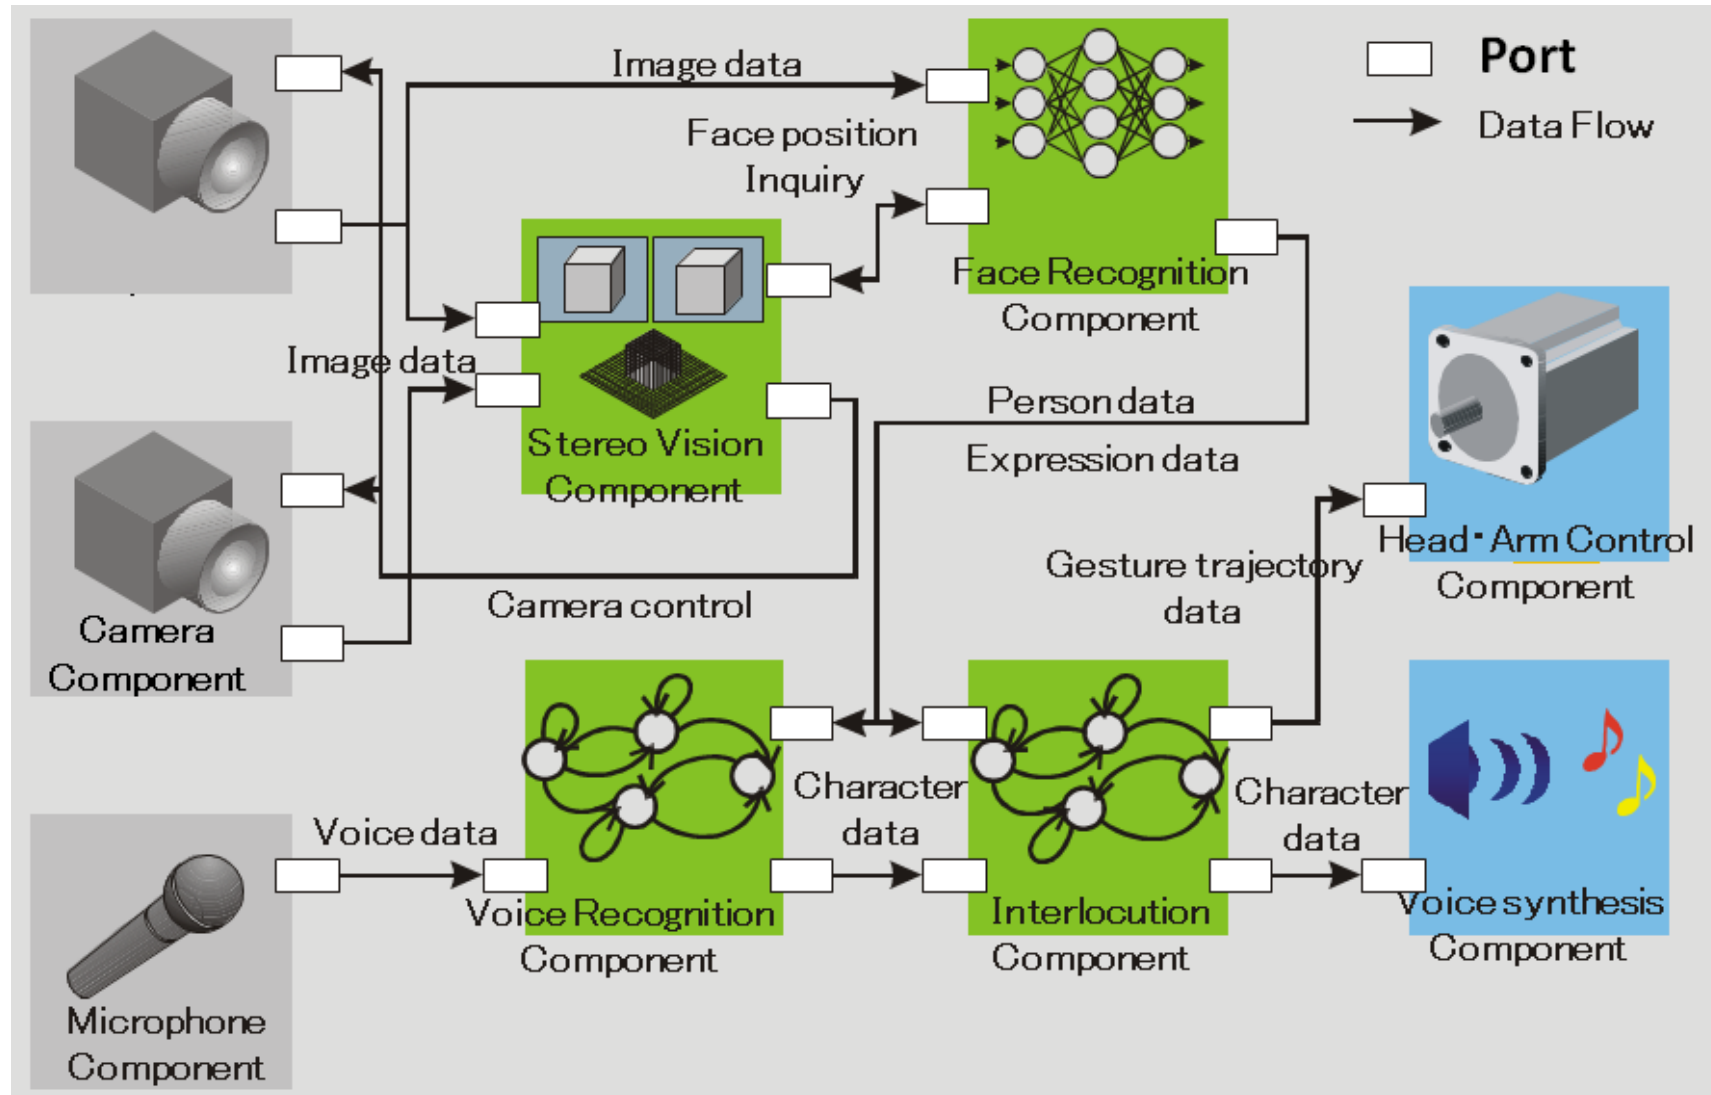 Image data
Port
Data Flow
Face position
Inquiry
Face Recognition
Component
Image data
Stereo Vision
Component
Person data
Expression data
Head・Arm Control
Component
Gesture trajectory
data
Camera control
Camera
Component
Voice data
Character
data
Character
data
Voice Recognition
Component
Interlocution
Component
Voice synthesis
Component
Microphone
Component